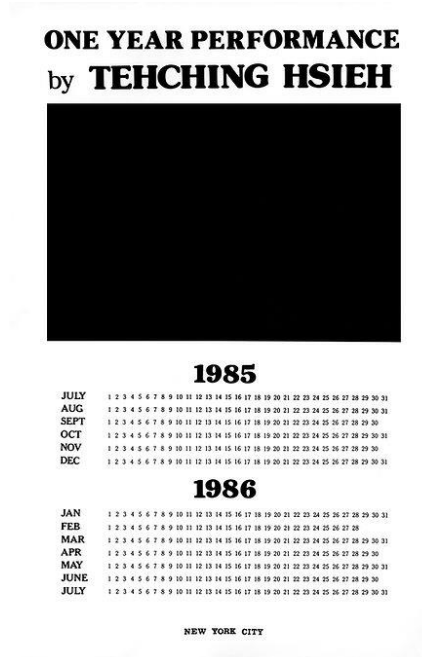 ONE YEAR PERFORMANCE
by TEHCHING HSIEH
1985
JULY 1 2 3 4 5 6 7 8 9 10 11 12 13 14 15 16 17 18 19 20 21 22 23 24 25 26 27 28 29 30 31
AUG 1 2 3 4 5 6 7 8 9 10 11 12 13 14 15 16 17 18 19 20 21 22 23 24 25 26 27 28 29 30 31
SEPT 1 2 3 4 5 6 7 8 9 10 11 12 13 14 15 16 17 18 19 20 21 22 23 24 25 26 27 28 29 30
OCT 1 2 3 4 5 6 7 8 9 10 11 12 13 14 15 16 17 18 19 20 21 22 23 24 25 26 27 28 29 30 31
NOV 1 2 3 4 5 6 7 8 9 10 11 12 13 14 15 16 17 18 19 20 21 22 23 24 25 26 27 28 29 30
DEC 1 2 3 4 5 6 7 8 9 10 11 12 13 14 15 16 17 18 19 20 21 22 23 24 25 26 27 28 29 30 31
1986
JAN 1 2 3 4 5 6 7 8 9 10 11 12 13 14 15 16 17 18 19 20 21 22 23 24 25 26 27 28 29 30 31
FEB 1 2 3 4 5 6 7 8 9 10 11 12 13 14 15 16 17 18 19 20 21 22 23 24 25 26 27 28
MAR 1 2 3 4 5 6 7 8 9 10 11 12 13 14 15 16 17 18 19 20 21 22 23 24 25 26 27 28 29 30 31
APR 1 2 3 4 5 6 7 8 9 10 11 12 13 14 15 16 17 18 19 20 21 22 23 24 25 26 27 28 29 30
MAY 1 2 3 4 5 6 7 8 9 10 11 12 13 14 15 16 17 18 19 20 21 22 23 24 25 26 27 28 29 30 31
JUNE 1 2 3 4 5 6 7 8 9 10 11 12 13 14 15 16 17 18 19 20 21 22 23 24 25 26 27 28 29 30
JULY 1 2 3 4 5 6 7 8 9 10 11 12 13 14 15 16 17 18 19 20 21 22 23 24 25 26 27 28 29 30 31
NEW YORK CITY